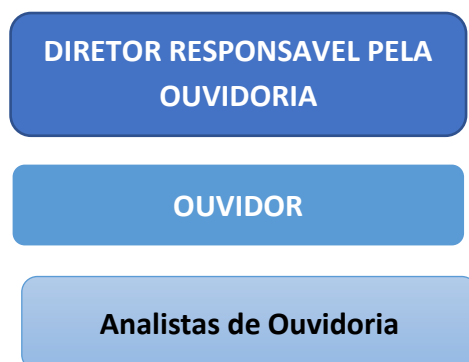 DIRETOR RESPONSAVEL PELA
OUVIDORIA
OUVIDOR
Analistas de Ouvidoria